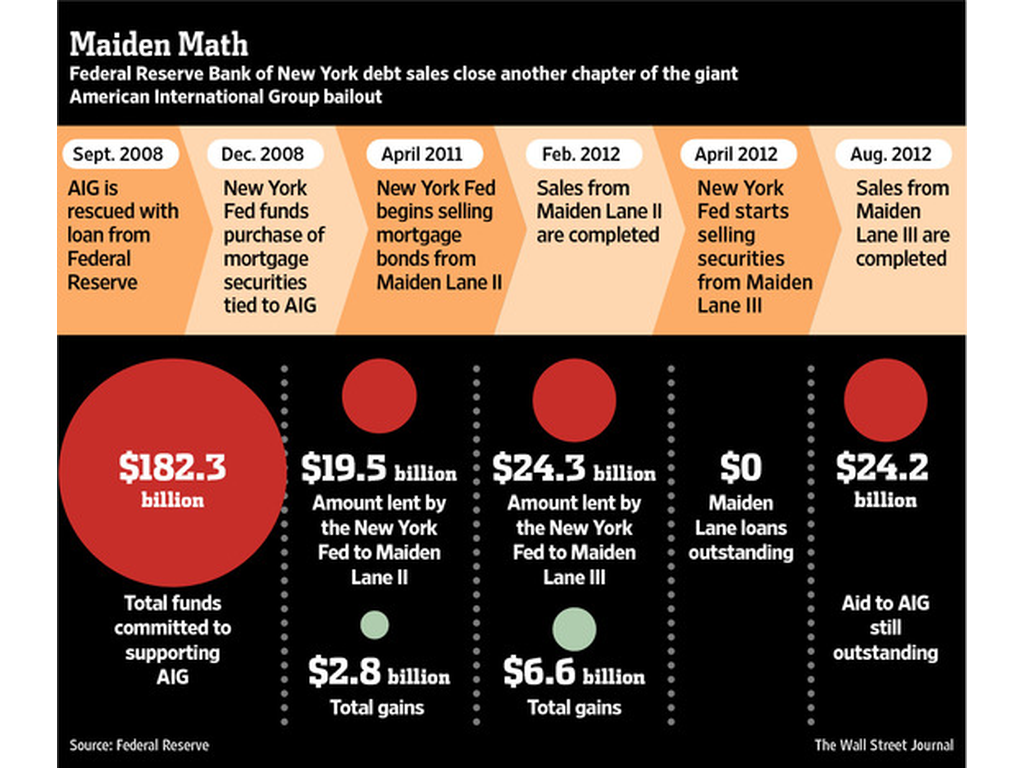 Maiden Math
Federal Reserve Bank of New York debt sales close another chapter of the giant
American International Group bailout
Sept. 2008
AIG is
rescued with
loan from
Federal
Reserve
Dec. 2008
New York
Fed funds
purchase of
mortgage
securities
tied to AIG
April 2011
New York Fed
begins selling
mortgage
bonds from
Maiden Lane II
Feb. 2012
Sales from
Maiden Lane II
are completed
April 2012
New York
Fed starts
selling
securities
from Maiden
Lane III
Aug. 2012
Sales from
Maiden
Lane III are
completed
$182.3
billion
Total funds
committed to
supporting
AIG
$19.5 billion
Amount lent by
the New York
Fed to Maiden
Lane II
$2.8 billion
Total gains
$24.3 billion
Amount lent by
the New York
Fed to Maiden
Lane III
$6.6 billion
Total gains
$0
Maiden
Lane loans
outstanding
$24.2
billion
Aid to AIG
still
outstanding
Source: Federal Reserve
The Wall Street Journal